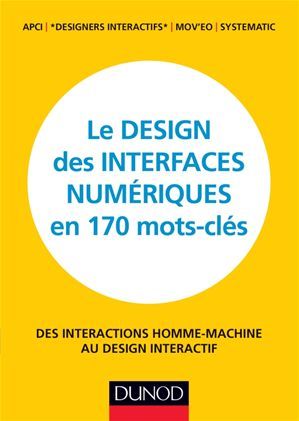 APCI | *DESIGNERS INTERACTIFS* | MOV'EO | SYSTEMATIC
Le DESIGN
des INTERFACES
NUMÉRIQUES
en 170 mots-clés
DES INTERACTIONS HOMME-MACHINE
AU DESIGN INTERACTIF
DUNOD